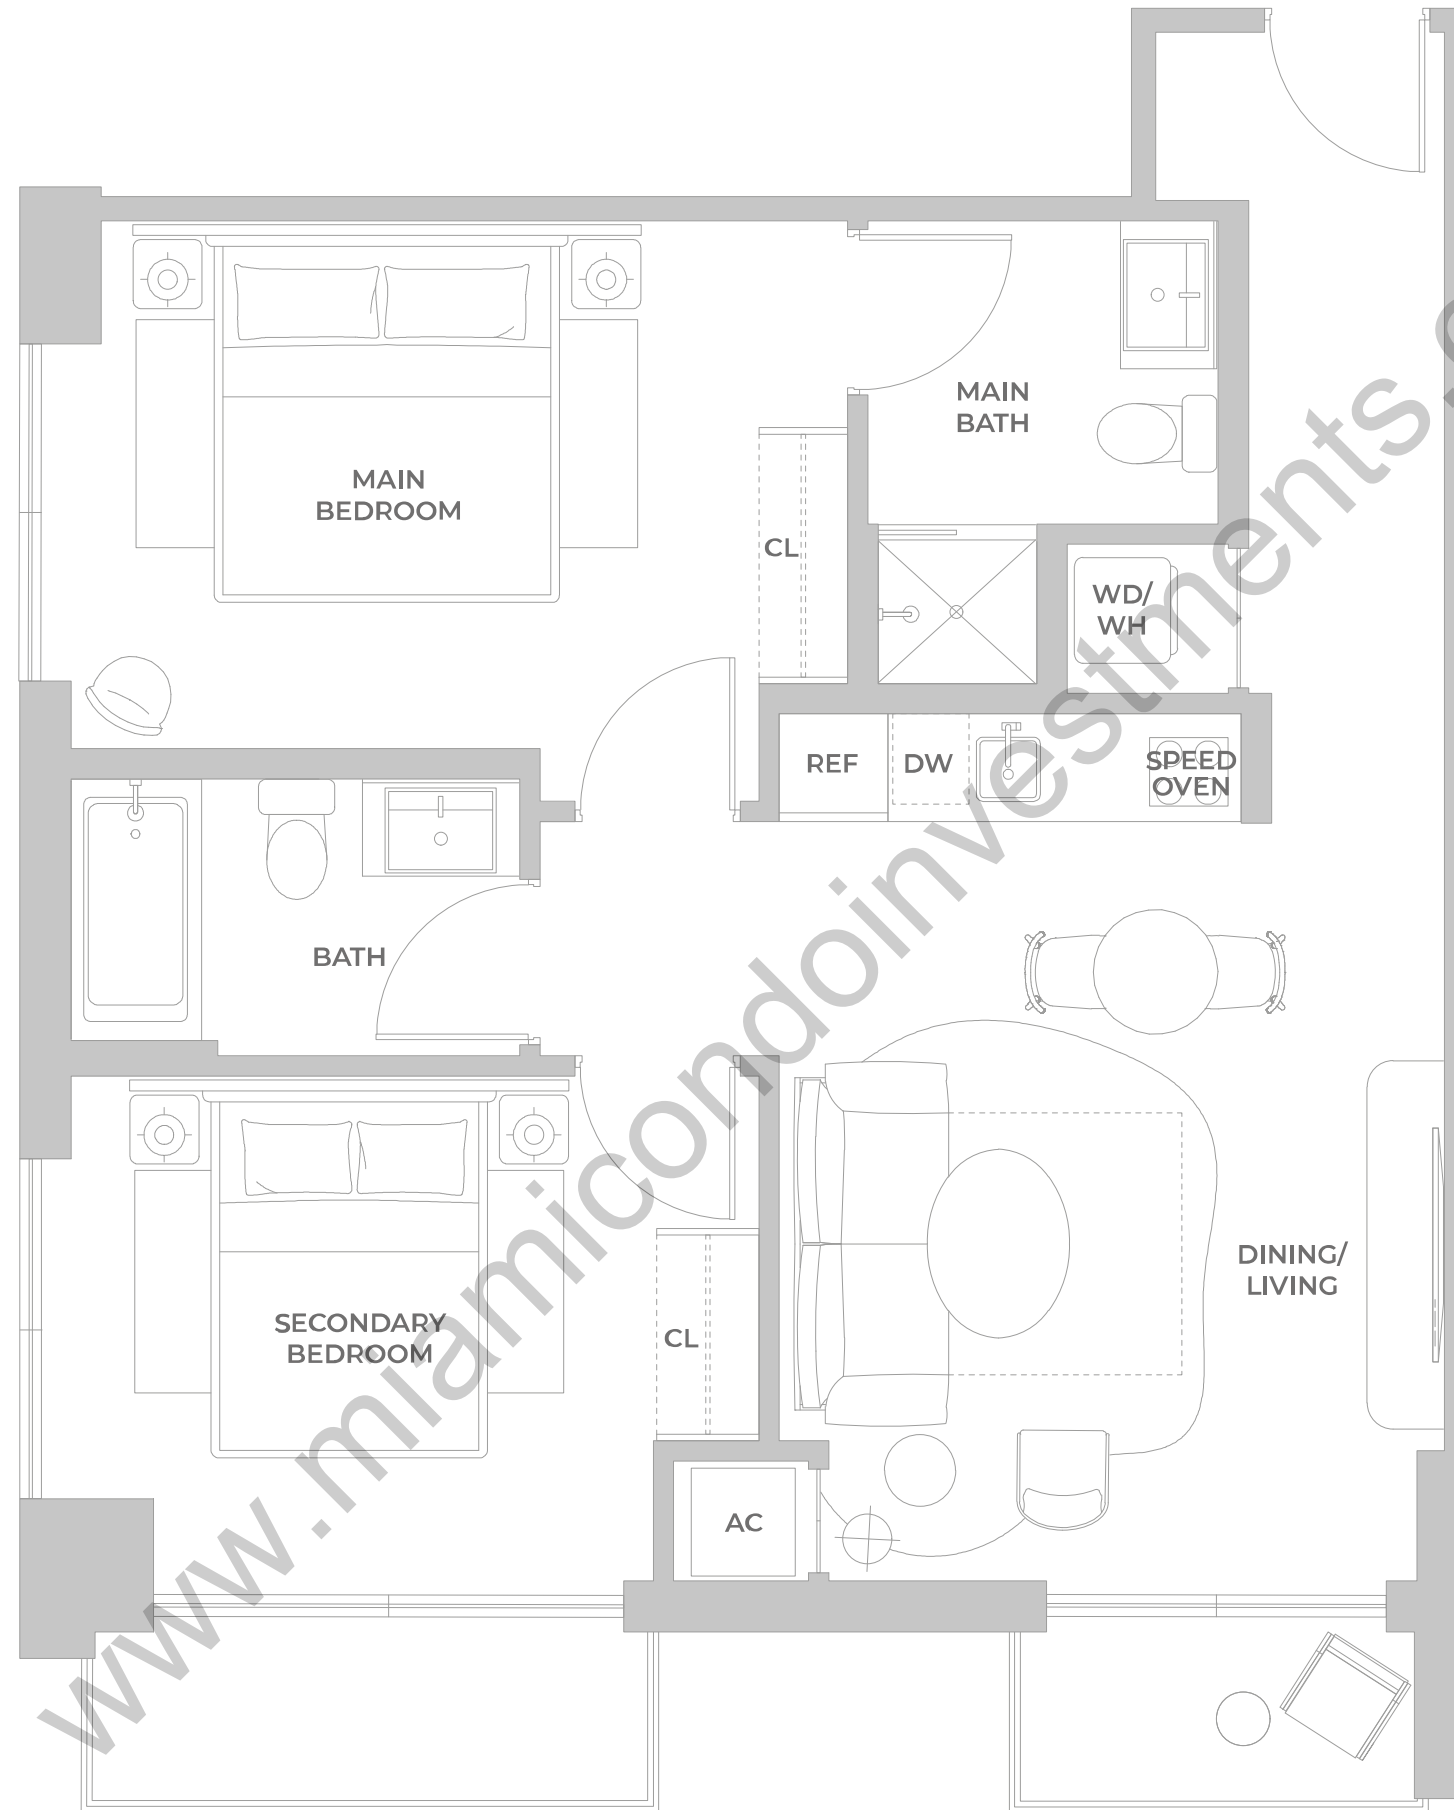 MAIN
BATH
MAIN
BEDROOM
CL
WD/
WH
REF
DW
SPEED
OVEN
BATH
DINING/
LIVING
SECONDARY
BEDROOM
CL
AC
www.miamicondoinvestments.